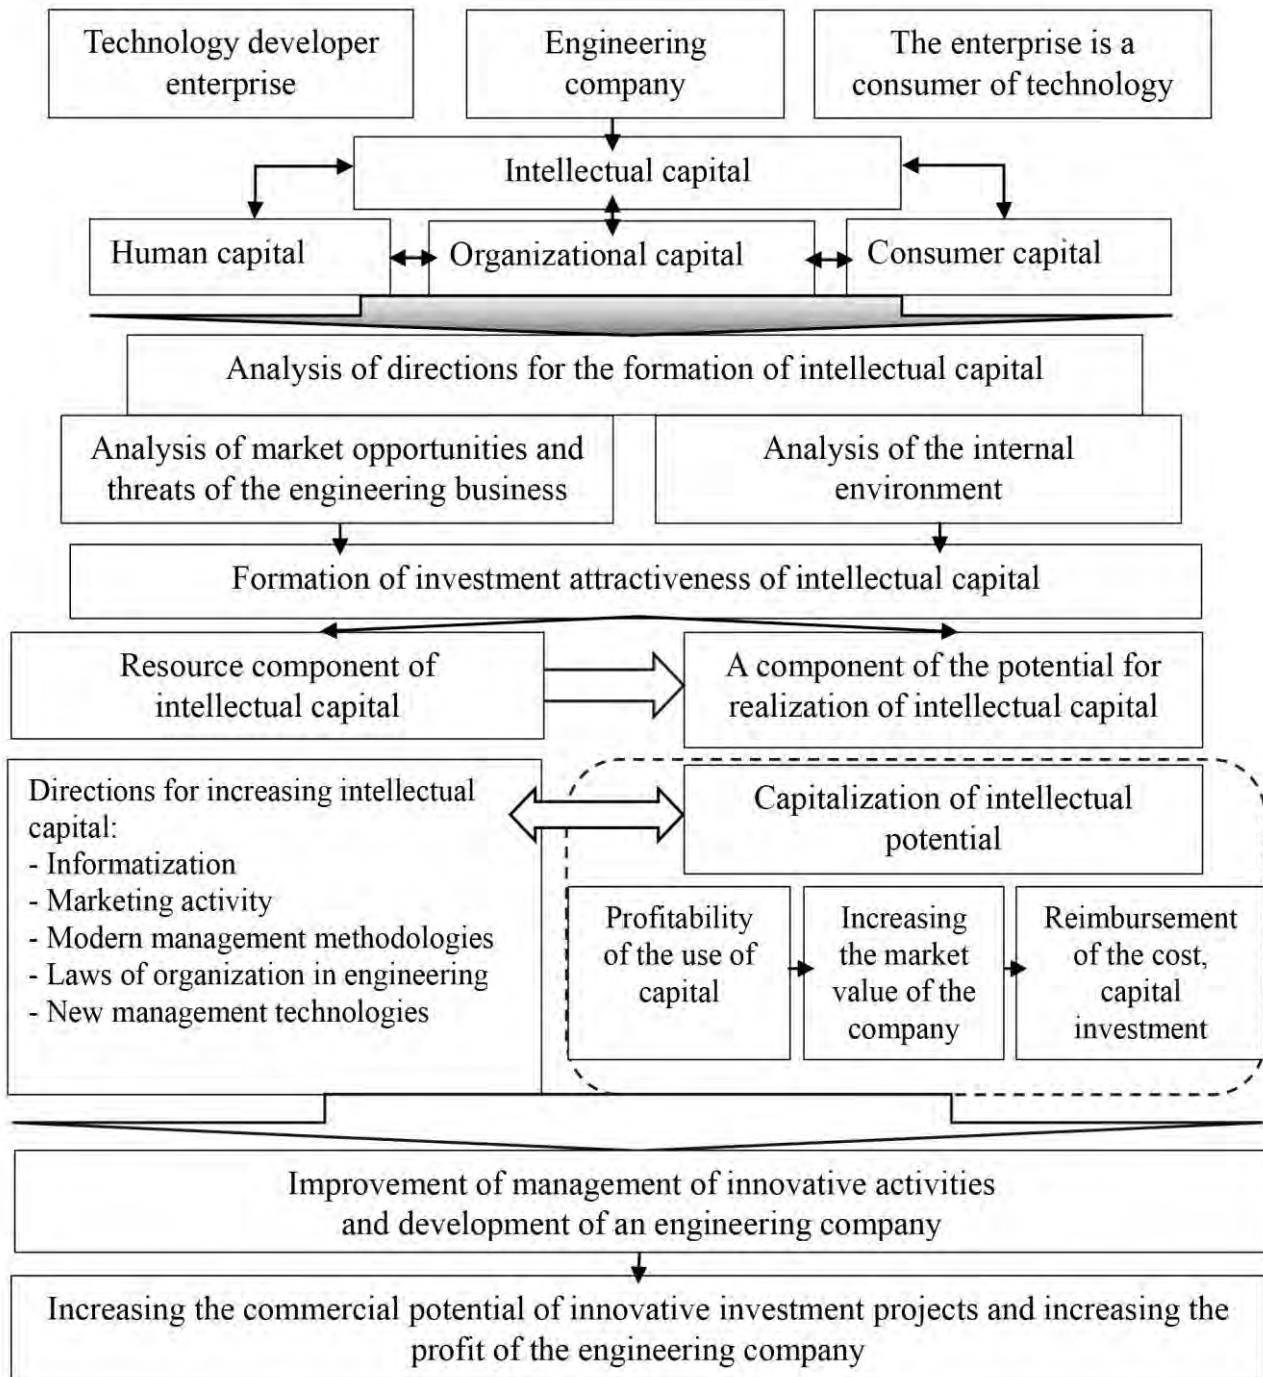 Technology developer
enterprise
Engineering
company
The enterprise is a
consumer of technology
Intellectual capital
Human capital
Organizational capital
Consumer capital
Analysis of directions for the formation of intellectual capital
Analysis of market opportunities and
threats of the engineering business
Analysis of the internal
environment
Formation of investment attractiveness of intellectual capital
Resource component of
intellectual capital
A component of the potential for
realization of intellectual capital
Directions for increasing intellectual
capital:
- Informatization
- Marketing activity
- Modern management methodologies
- Laws of organization in engineering
- New management technologies
Capitalization of intellectual
potential
Profitability
of the use of
capital
Increasing
the market
value of the
company
Reimbursement
of the cost,
capital
investment
Improvement of management of innovative activities
and development of an engineering company
Increasing the commercial potential of innovative investment projects and increasing the
profit of the engineering company